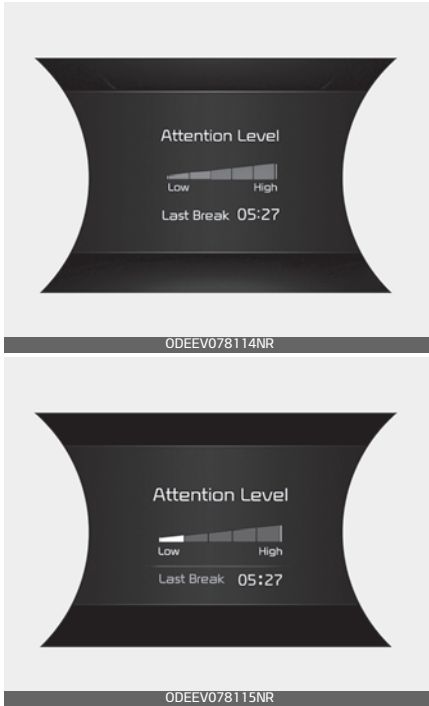 Attention Level
Low High
Last Break 05:27
ODEEV078114NR
Attention Level
Low High
Last Break 05:27
ODEEV078115NR